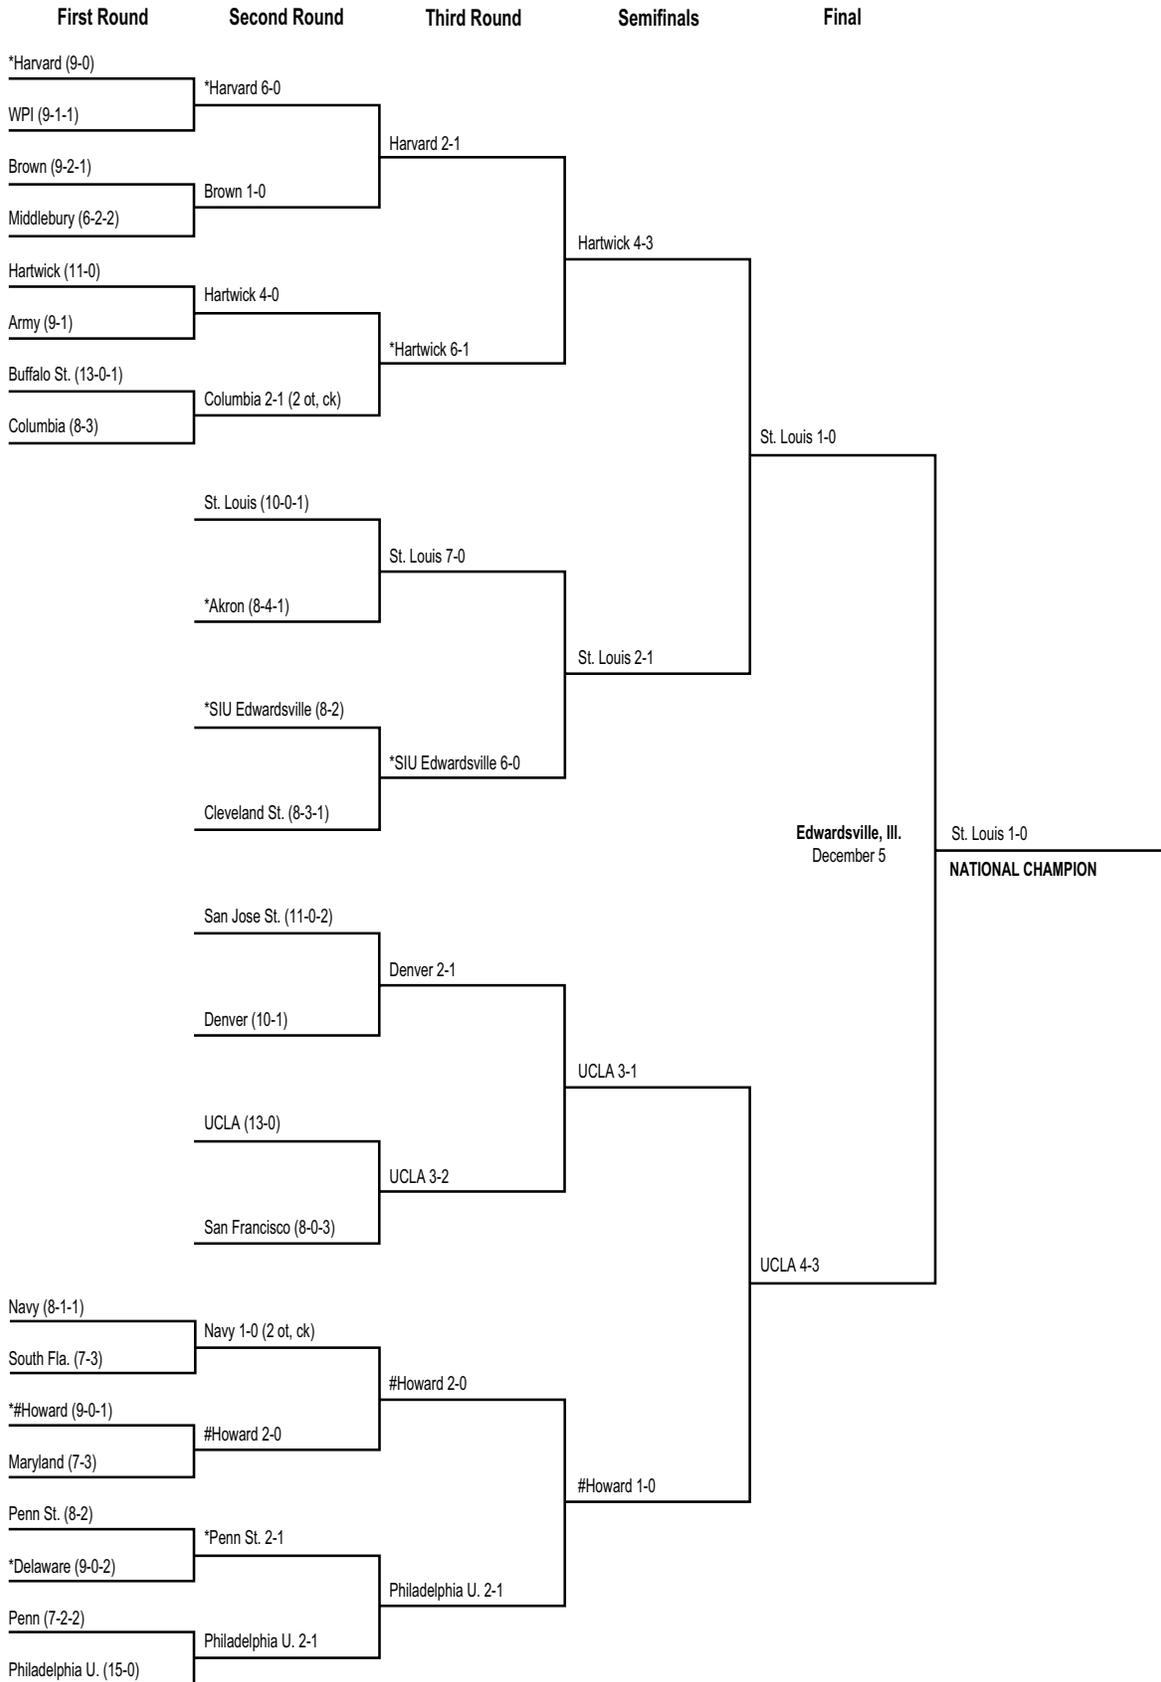 First Round
Second Round
Third Round
Semifinals
Final
*Harvard (9-0)
*Harvard 6-0
WPI (9-1-1)
Harvard 2-1
Brown (9-2-1)
Brown 1-0
Middlebury (6-2-2)
Hartwick 4-3
Hartwick (11-0)
Hartwick 4-0
Army (9-1)
*Hartwick 6-1
Buffalo St. (13-0-1)
Columbia 2-1 (2 ot, ck)
Columbia (8-3)
St. Louis 1-0
St. Louis (10-0-1)
St. Louis 7-0
*Akron (8-4-1)
St. Louis 2-1
*SIU Edwardsville (8-2)
*SIU Edwardsville 6-0
Cleveland St. (8-3-1)
Edwardsville, Ill.
December 5
St. Louis 1-0
NATIONAL CHAMPION
San Jose St. (11-0-2)
Denver 2-1
Denver (10-1)
UCLA 3-1
UCLA (13-0)
UCLA 3-2
San Francisco (8-0-3)
UCLA 4-3
Navy (8-1-1)
Navy 1-0 (2 ot, ck)
South Fla. (7-3)
#Howard 2-0
*#Howard (9-0-1)
#Howard 2-0
Maryland (7-3)
#Howard 1-0
Penn St. (8-2)
*Penn St. 2-1
*Delaware (9-0-2)
Philadelphia U. 2-1
Penn (7-2-2)
Philadelphia U. 2-1
Philadelphia U. (15-0)